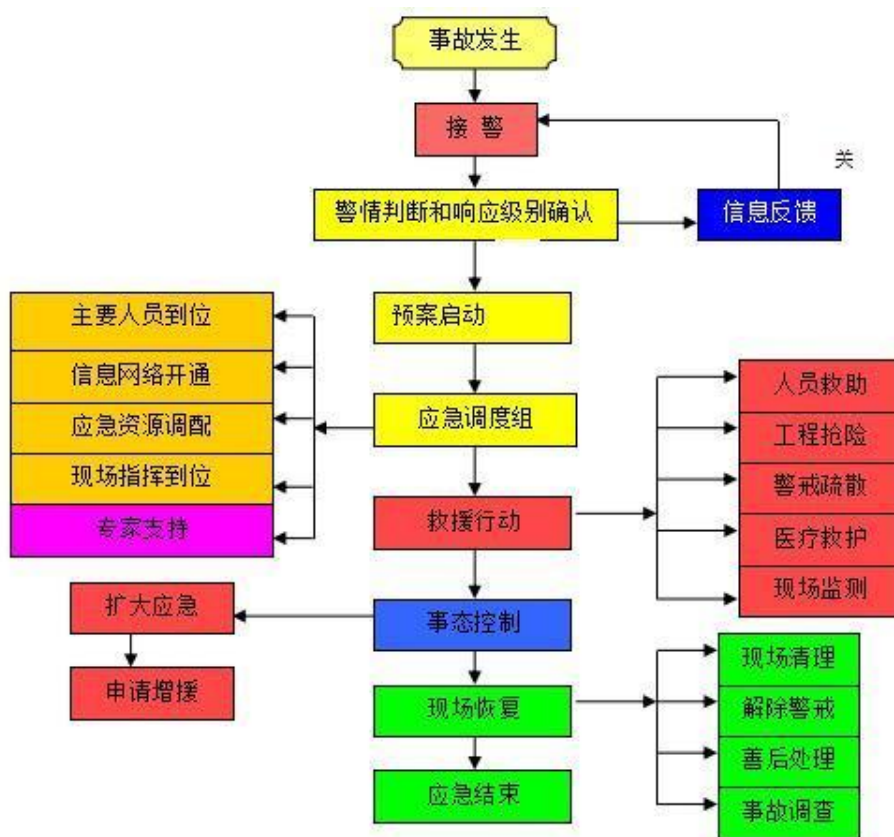 事故发生
接 警
关
警情判断和响应级别确认
信息反馈
预案启动
主要人员到位
信息网络开通
应急资源调配
现场指挥到位
专家支持
应急调度组
人员救助
工程抢险
警戒疏散
医疗救护
现场监测
救援行动
扩大应急
申请增援
事态控制
现场恢复
现场清理
解除警戒
善后处理
事故调查
应急结束